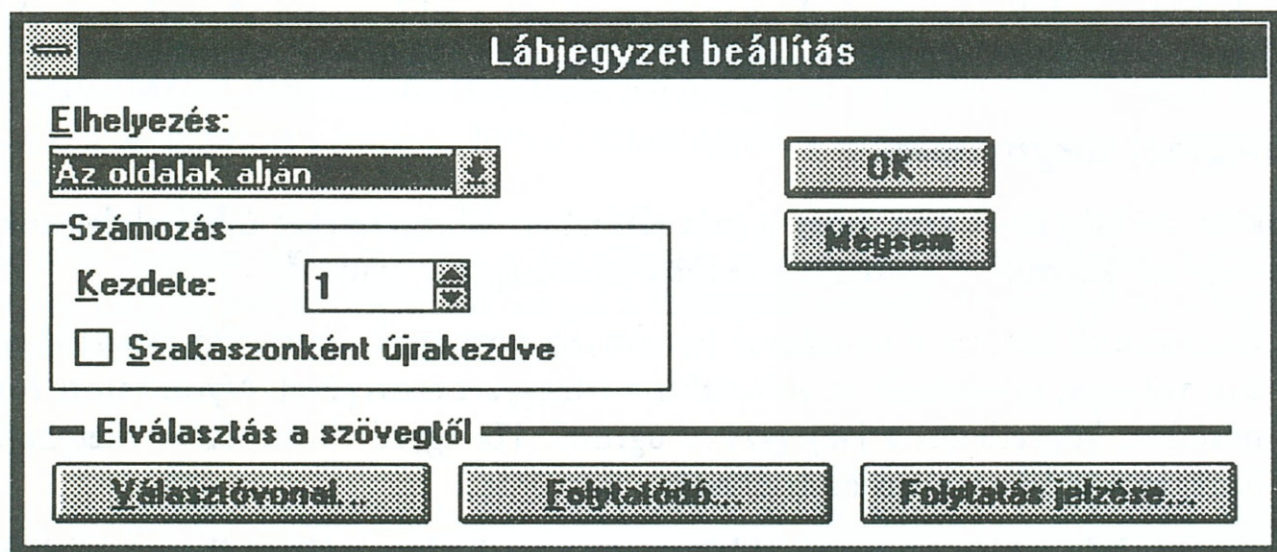 Lábjegyzet beállítás
Elhelyezés:
Az oldalak alján
OK
Számozás
Mégsem
Kezdete: 1
Szakaszonként újrakezdve
Elválasztás a szövegtől
Választóvonal... Folytatódó... Folytatás jelzése...